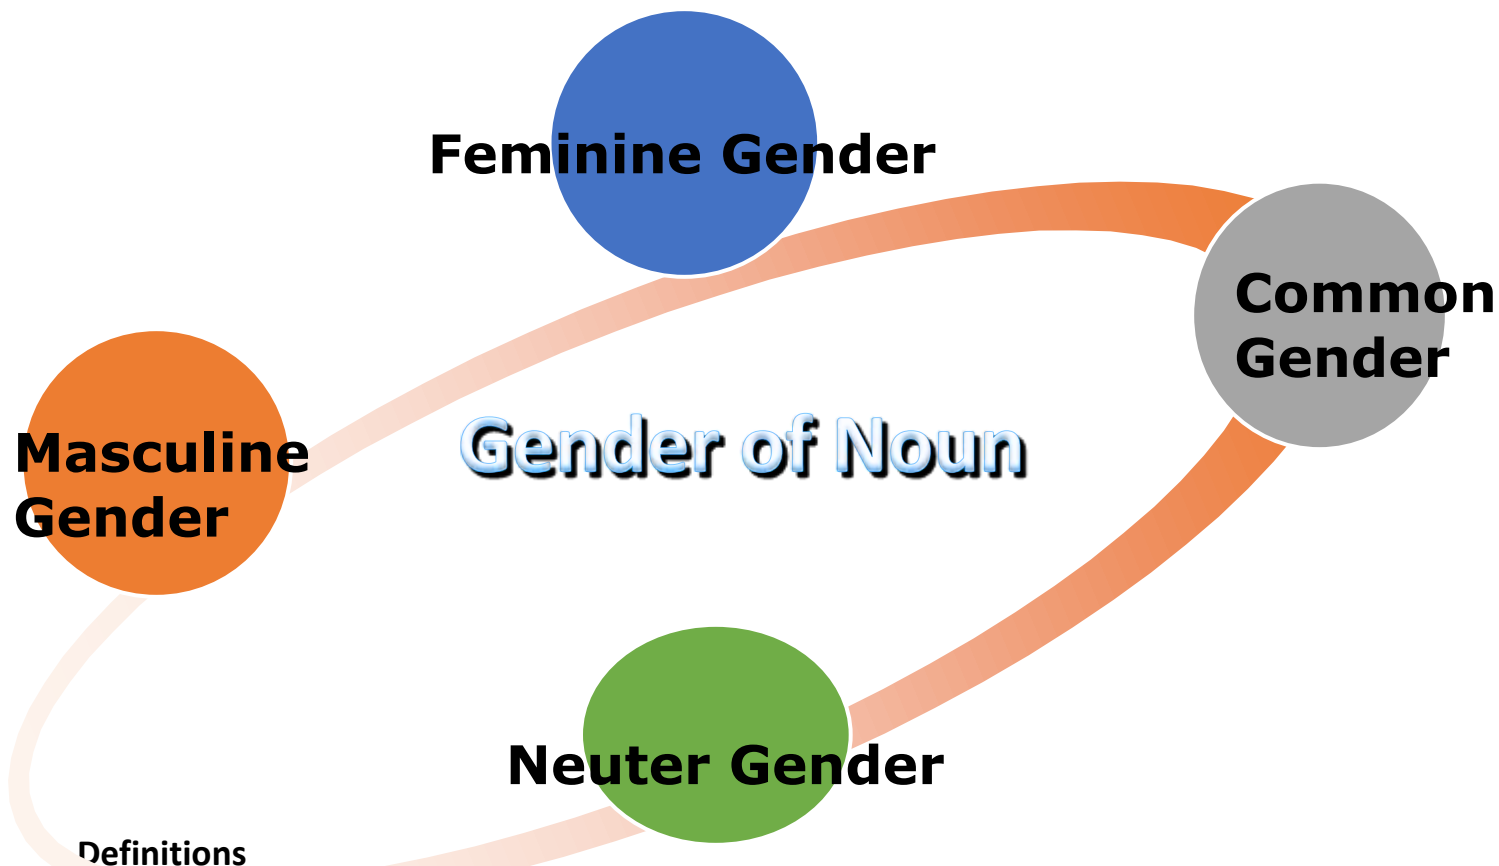 Feminine Gender
Common
Gender
Masculine
Gender
Gender of Noun
Neuter Gender
Definitions